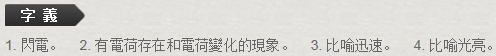 字義
1. 閃電。 2. 有電荷存在和電荷變化的現象。 3. 比喻迅速。 4. 比喻光亮。